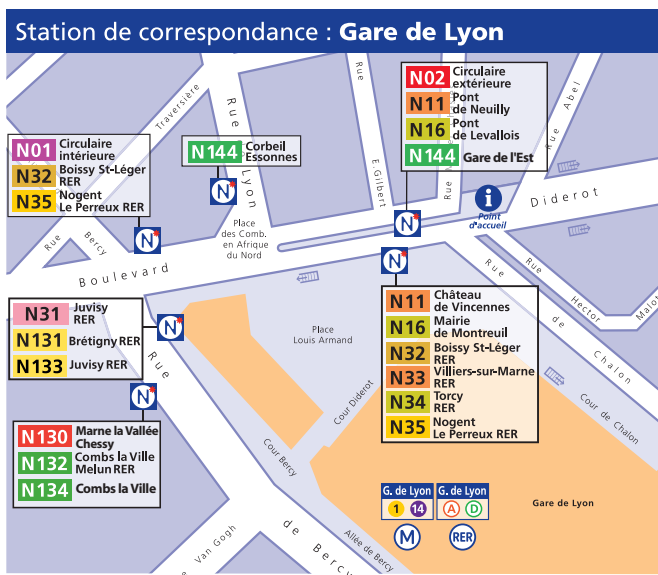 Station de correspondance : Gare de Lyon
N01 Circulaire
intérieure
N32 Boissy St-Léger
RER
N35 Nogent
Le Perreux RER
N144 Corbeil
Essonnes
N02 Circulaire
extérieure
N11 Pont
de Neuilly
N16 Pont
de Levallois
N144 Gare de l'Est
Traversière
Rue
Rue
Lyon
Rue
E. Gilbert
Rue
Rue
Abel
N
N
N
i
Point
d'accueil
Diderot
Place
des Comb.
en Afrique
du Nord
Rue
Bercy
Boulevard
N
N31 Juvisy
RER
N131 Brétigny RER
N133 Juvisy RER
N
Rue
Place
Louis Armand
N11 Château
de Vincennes
N16 Mairie
de Montreuil
N32 Boissy St-Léger
RER
N33 Villiers-sur-Marne
RER
N34 Torcy
RER
N35 Nogent
Le Perreux RER
Rue
de
Chalon
Rue
Hector
Malot
N
N130 Marne la Vallée
Chessy
N132 Combs la Ville
Melun RER
N134 Combs la Ville
Cour Diderot
Cour Bercy
Cour de Chalon
G. de Lyon
1 14
M
G. de Lyon
A D
RER
Gare de Lyon
Allée de Bercy
Van Gogh
de Bercy